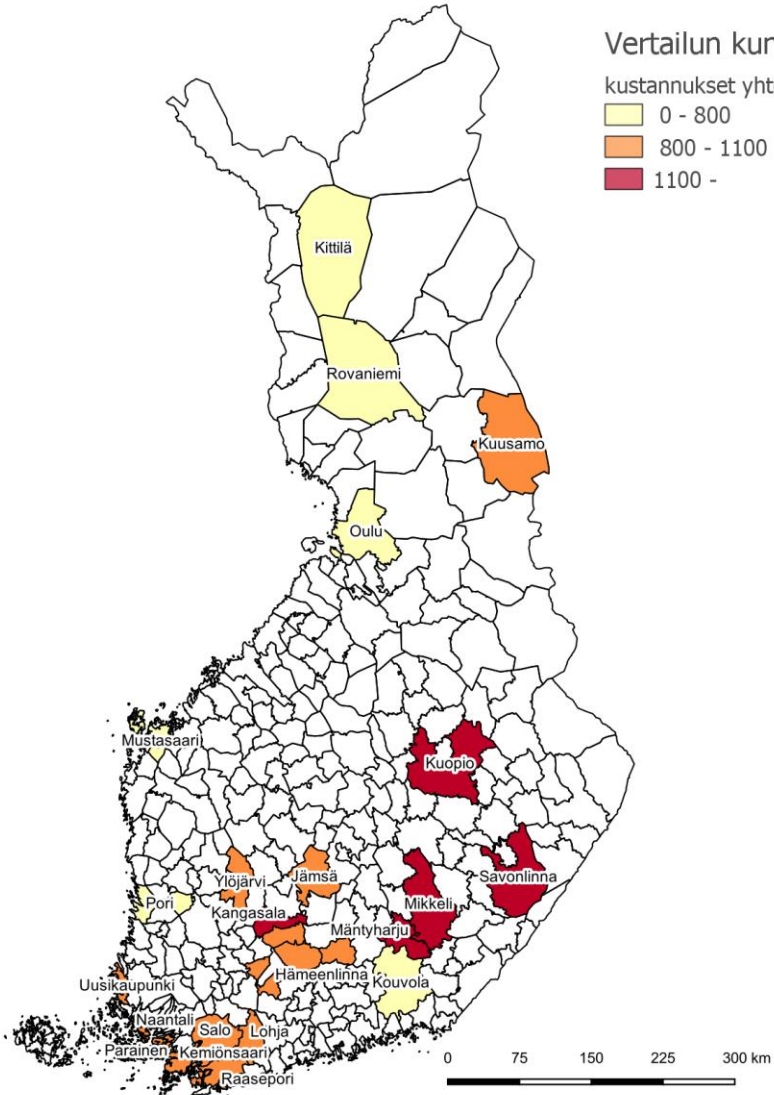 Vertailun kun
kustannukset yht
0 - 800
800 - 1100
1100 -
Kittilä
Rovaniemi
Kuusamo
Oulu
Mustasaari
Kuopio
Ylöjärvi
Jämsä
Savonlinna
Pori
Kangasala
Mikkeli
Mäntyharju
Hämeenlinna
Kouvola
Uusikaupunki
Naantali
Salo
Lohja
Parainen
Kemiönsaari
Raasepori
0 75 150 225 300 km